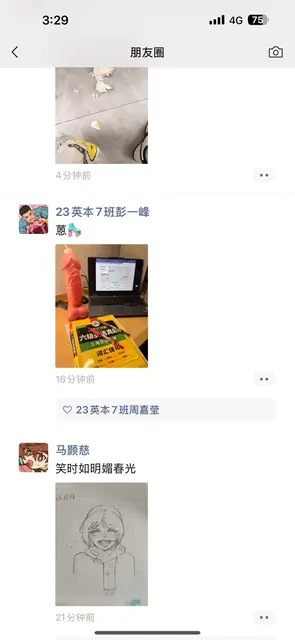 3:29
4G
75
朋友圈
4分钟前
23英本7班彭一峰
蒽🛼
六级
词汇
16分钟前
23英本7班周嘉莹
马颢慈
笑时如明媚春光
21分钟前